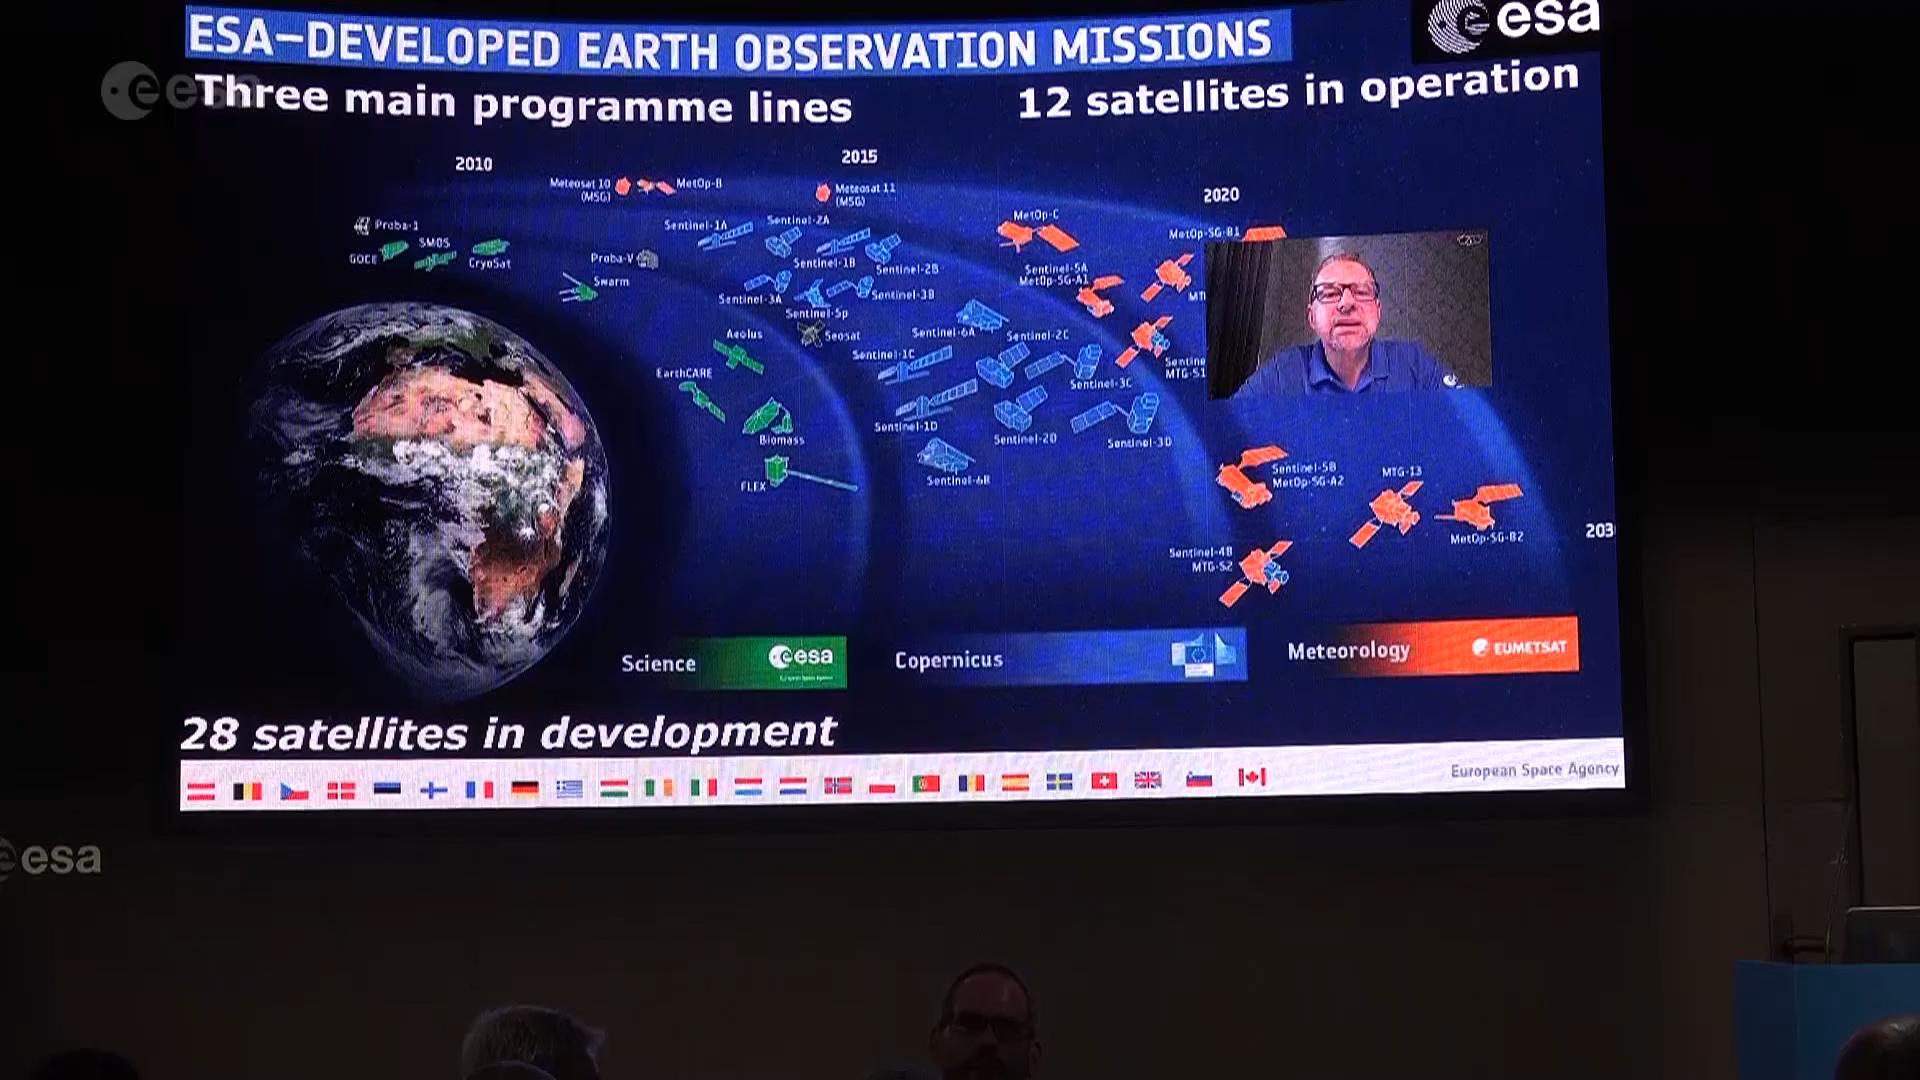 ESA–DEVELOPED EARTH OBSERVATION MISSIONS
esa
esa
Three main programme lines
12 satellites in operation
2010
2015
2020
Meteosat 10
(MSG)
MetOp-B
Meteosat 11
(MSG)
Proba-1
GOCE
SMOS
CryoSat
Proba-V
Swarm
Sentinel-1A
Sentinel-2A
Sentinel-1B
Sentinel-2B
Sentinel-3A
Sentinel-3B
Sentinel-5p
Seosat
MetOp-C
MetOp-SG-B1
Sentinel-5A
MetOp-SG-A1
Aeolus
EarthCARE
Biomass
FLEX
Sentinel-6A
Sentinel-2C
Sentinel-1C
Sentinel-3C
Sentinel-1D
Sentinel-2D
Sentinel-3D
Sentinel-6B
MTG-S1
Sentinel-5B
MetOp-SG-A2
MTG-I3
MetOp-SG-B2
203
Sentinel-4B
MTG-S2
Science
esa
Copernicus
Meteorology
EUMETSAT
28 satellites in development
European Space Agency
esa